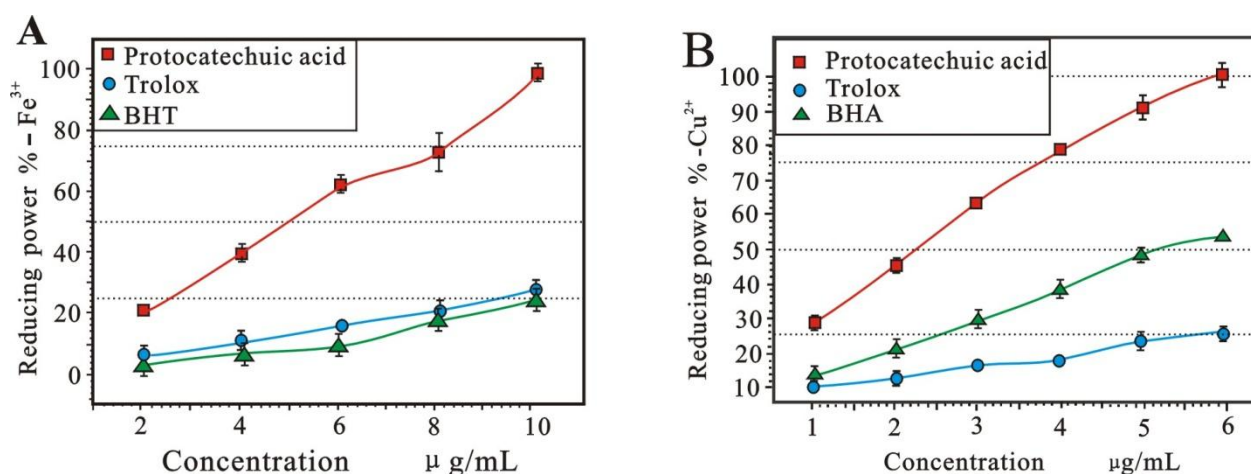 A
Protocatechuic acid
Trolox
BHT
Reducing power % – Fe³⁺
100
80
60
40
20
0
2 4 6 8 10
Concentration μ g/mL
B
Protocatechuic acid
Trolox
BHA
Reducing power % -Cu²⁺
100
90
80
70
60
50
40
30
20
10
1 2 3 4 5 6
Concentration μg/mL